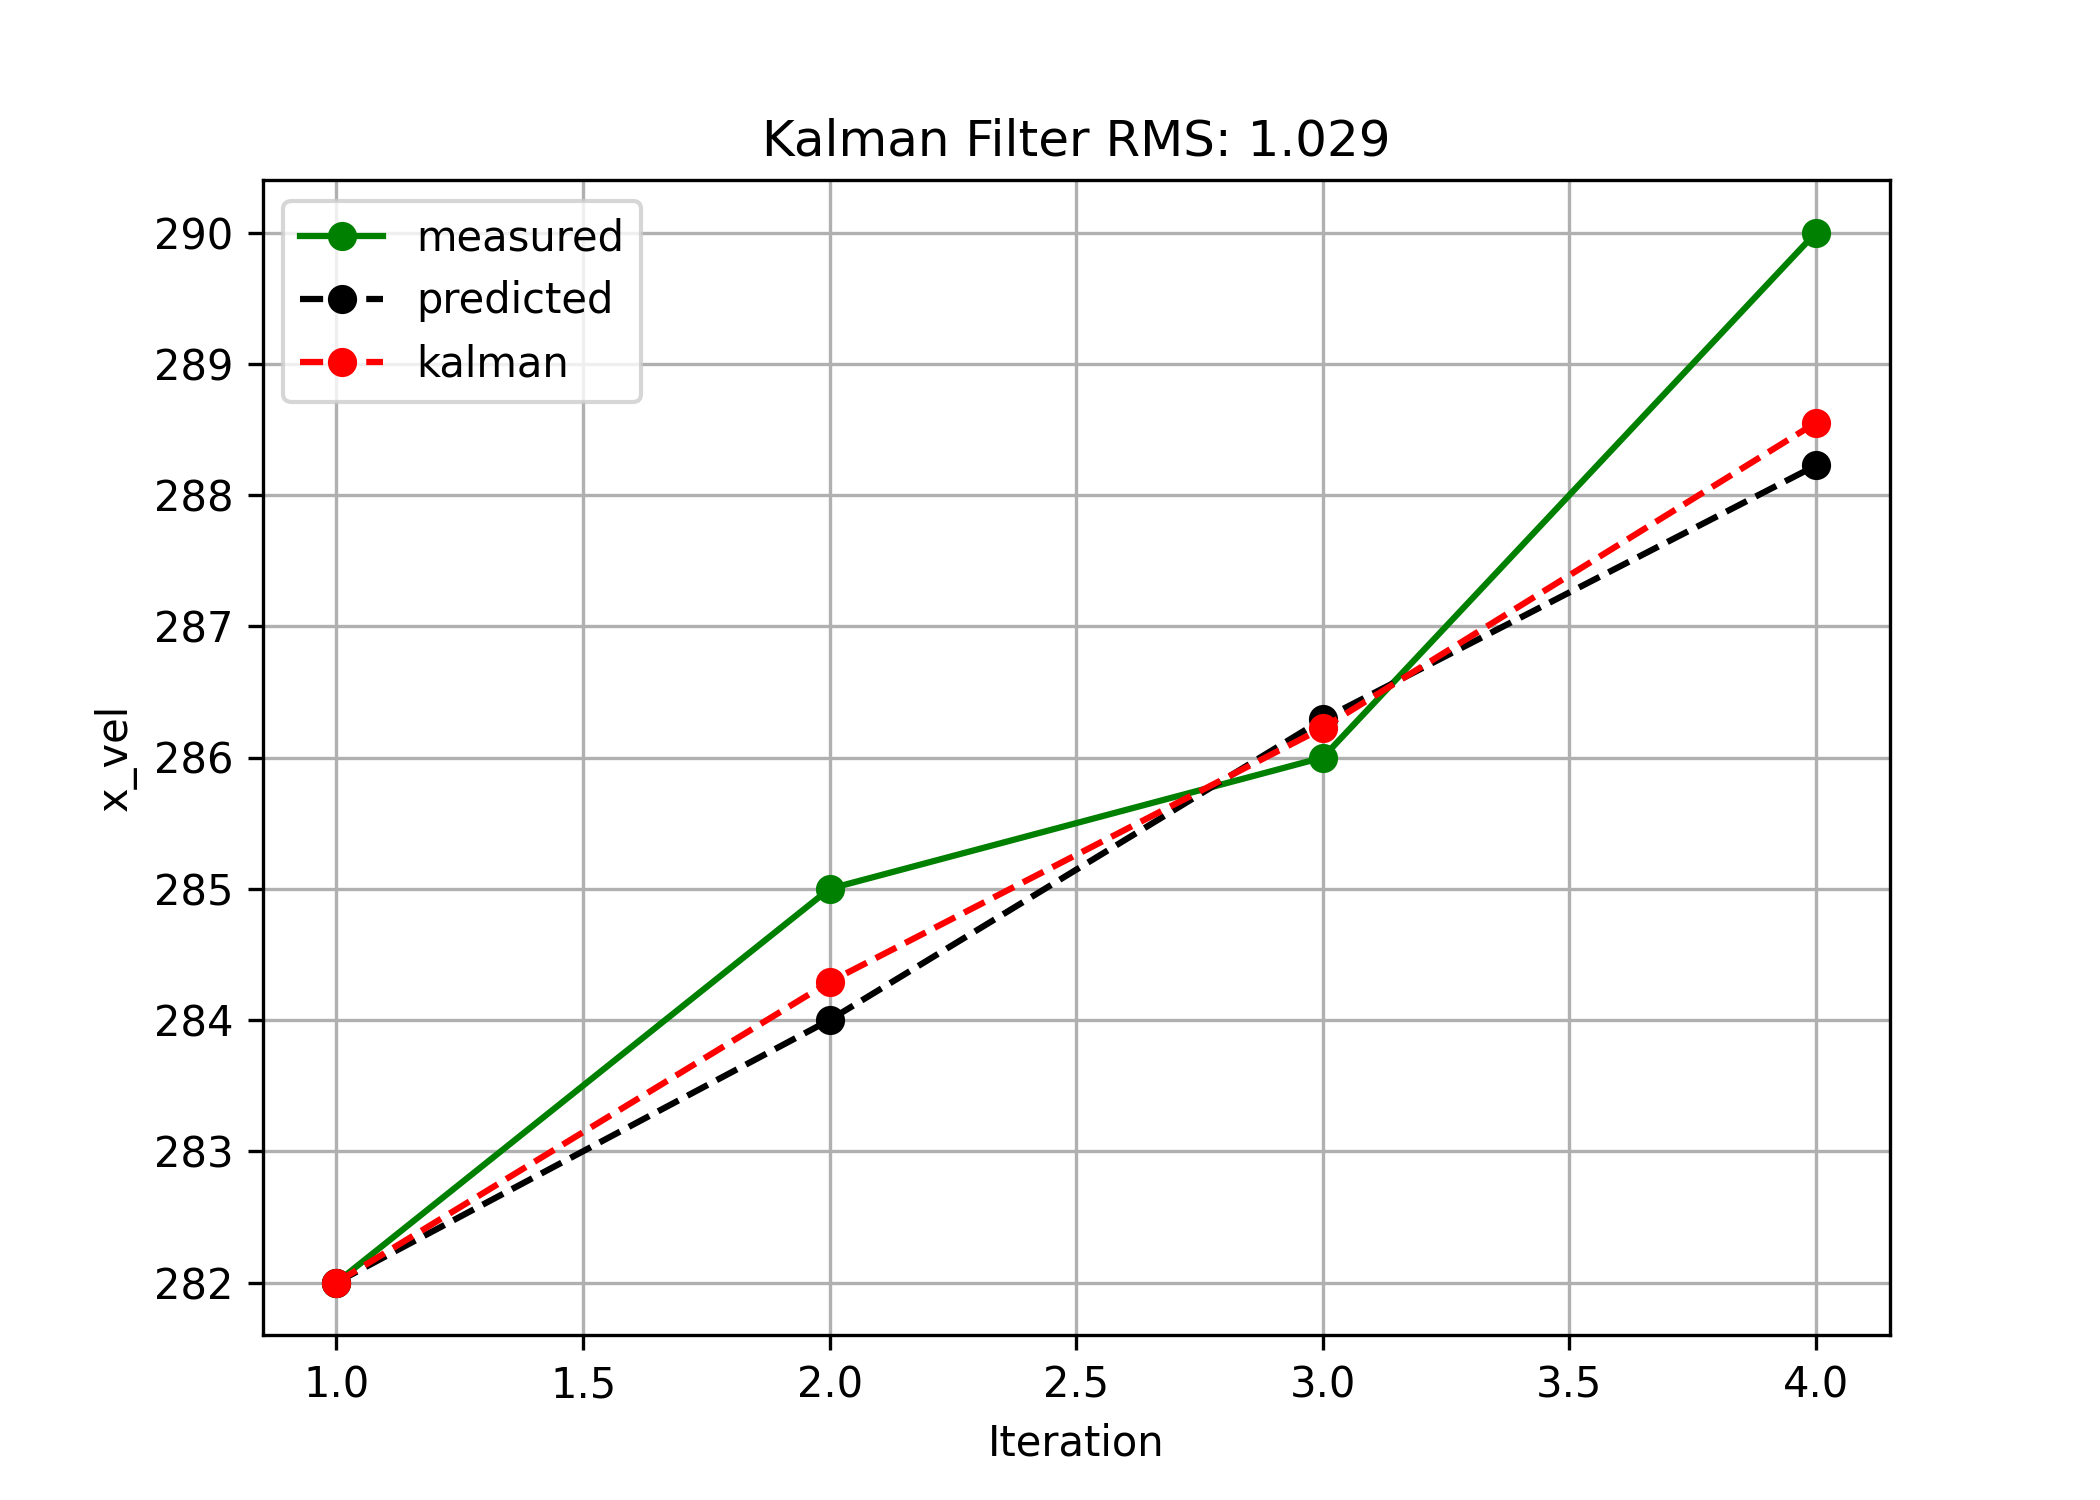 Kalman Filter RMS: 1.029
measured
predicted
kalman
290
289
288
287
286
285
284
283
282
x_vel
1.0 1.5 2.0 2.5 3.0 3.5 4.0
Iteration